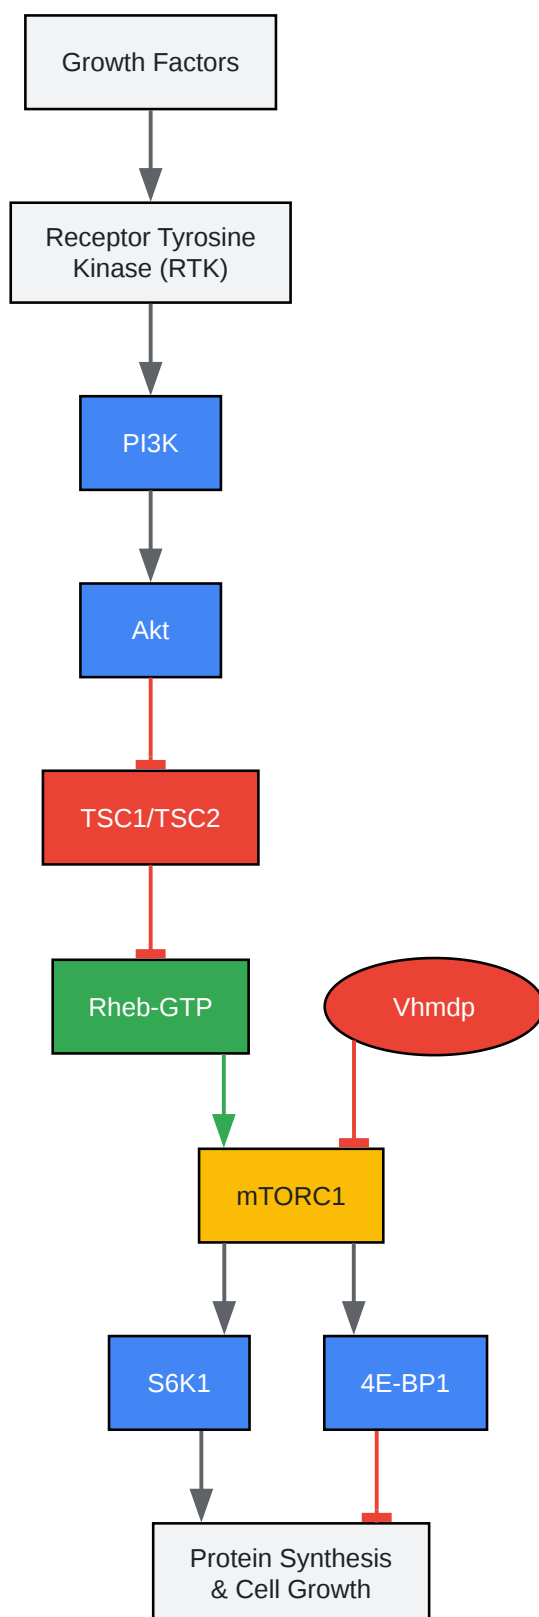 Growth Factors
Receptor Tyrosine
Kinase (RTK)
PI3K
Akt
TSC1/TSC2
Rheb-GTP
Vhmdp
mTORC1
S6K1
4E-BP1
Protein Synthesis
& Cell Growth